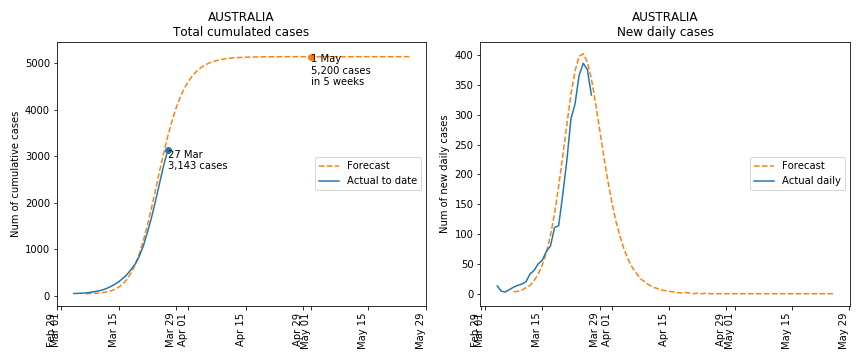 AUSTRALIA
Total cumulated cases
Num of cumulative cases
5000
4000
3000
2000
1000
0
1 May
5,200 cases
in 5 weeks
27 Mar
3,143 cases
Forecast
Actual to date
Feb 29
Mar 01
Mar 15
Mar 29
Apr 01
Apr 15
Apr 29
May 01
May 15
May 29
AUSTRALIA
New daily cases
Num of new daily cases
400
350
300
250
200
150
100
50
0
Forecast
Actual daily
Feb 29
Mar 01
Mar 15
Mar 29
Apr 01
Apr 15
Apr 29
May 01
May 15
May 29